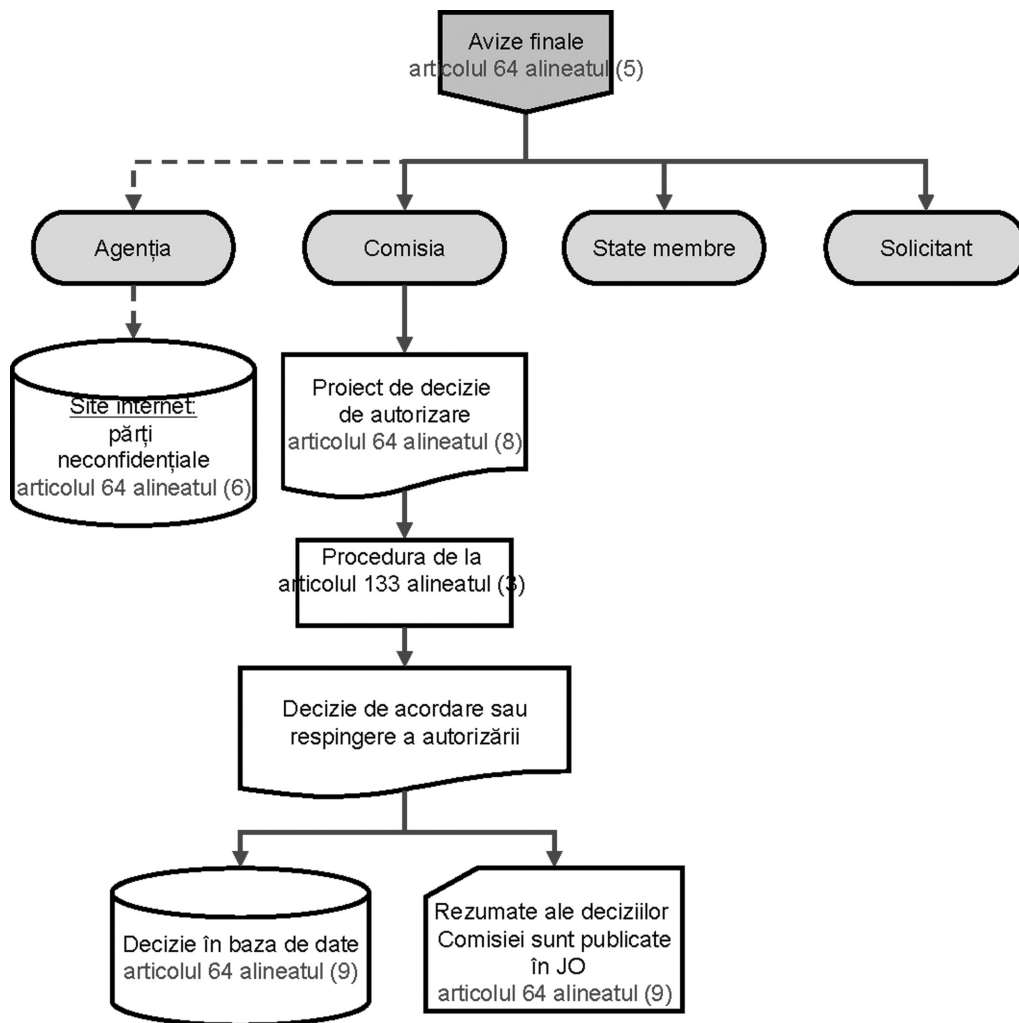 Avize finale
articolul 64 alineatul (5)
Agenția
Comisia
State membre
Solicitant
Site internet:
părți
neconfidențiale
articolul 64 alineatul (6)
Proiect de decizie
de autorizare
articolul 64 alineatul (8)
Procedura de la
articolul 133 alineatul (3)
Decizie de acordare sau
respingere a autorizării
Decizie în baza de date
articolul 64 alineatul (9)
Rezumate ale deciziilor
Comisiei sunt publicate
în JO
articolul 64 alineatul (9)